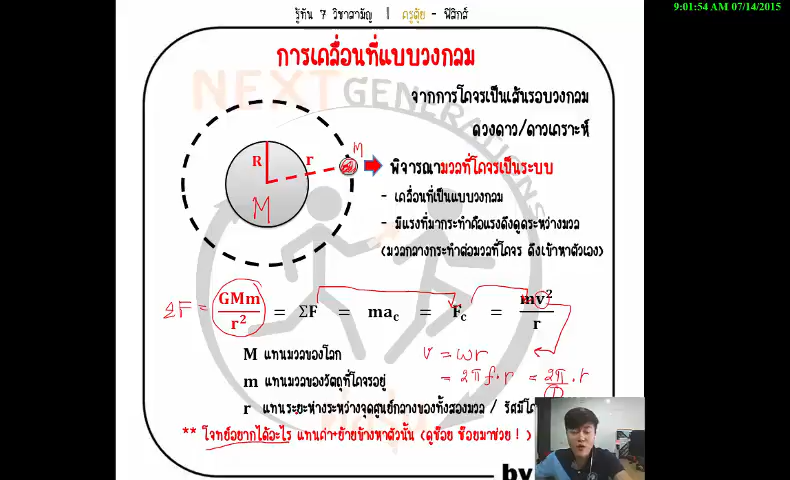 9:01:54 AM 07/14/2015
รู้ทัน 7 วิชาสามัญ | ครูตุ้ย - ฟิสิกส์
การเคลื่อนที่แบบวงกลม
NEXT GENERATIONS
จากการโคจรเป็นเส้นรอบวงกลม
ดวงดาว/ดาวเคราะห์
R r M
พิจารณามวลที่โคจรเป็นระบบ
M
- เคลื่อนที่เป็นแบบวงกลม
- มีแรงที่มากระทำคือแรงดึงดูดระหว่างมวล
(มวลกลางกระทำต่อมวลที่โคจร ดึงเข้าหาตัวเอง)
ΣF = GMm/r² = ΣF = mac = Fc = mv²/r
M แทนมวลของโลก
v = ωr
m แทนมวลของวัตถุที่โคจรอยู่
= 2πf·r = 2π/T · r
r แทนระยะห่างระหว่างจุดศูนย์กลางของทั้งสองมวล / รัศมีโค
** โจทย์อยากได้อะไร แทนค่า+ย้ายข้างหาตัวนั้น (ดูช้อย ช้อยมาช่วย ! )
by